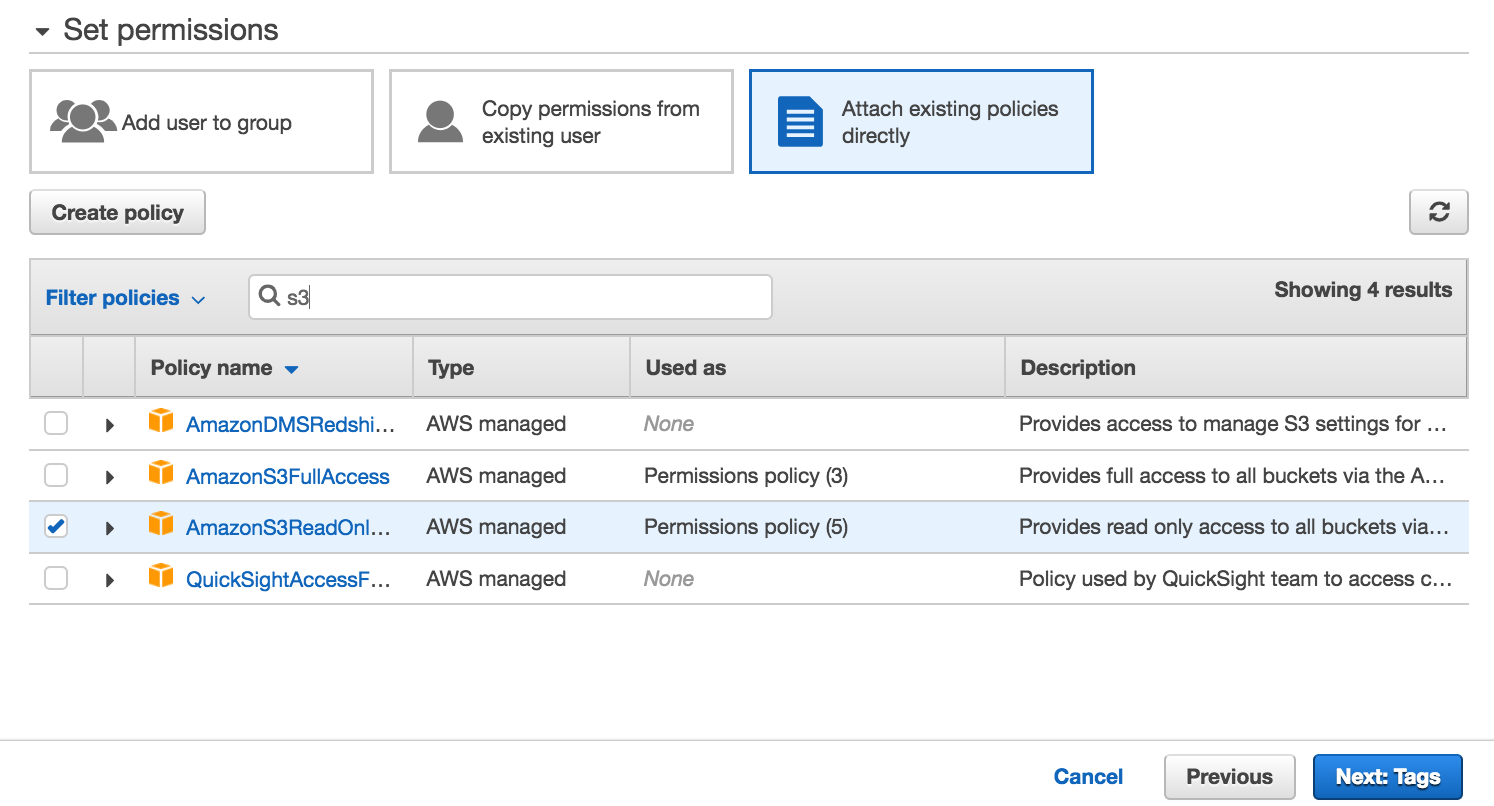 Set permissions
Add user to group
Copy permissions from
existing user
Attach existing policies
directly
Create policy
Filter policies
s3
Showing 4 results
Policy name Type Used as Description
AmazonDMSRedshi... AWS managed None Provides access to manage S3 settings for ...
AmazonS3FullAccess AWS managed Permissions policy (3) Provides full access to all buckets via the A...
AmazonS3ReadOnl... AWS managed Permissions policy (5) Provides read only access to all buckets via...
QuickSightAccessF... AWS managed None Policy used by QuickSight team to access c...
Cancel Previous Next: Tags